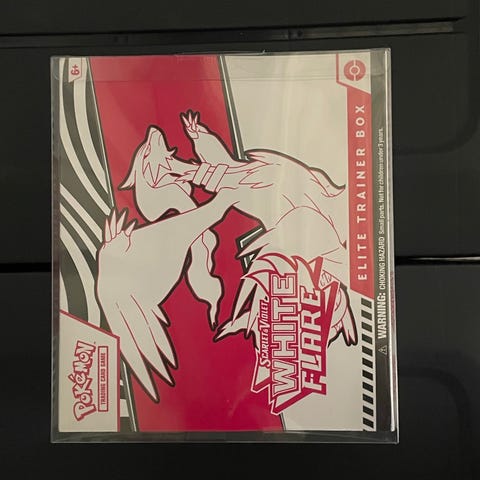 6+
POKÉMON
TRADING CARD GAME
SCARLET & VIOLET
WHITE
FLARE
ELITE TRAINER BOX
⚠ WARNING: CHOKING HAZARD Small parts. Not for children under 3 years.